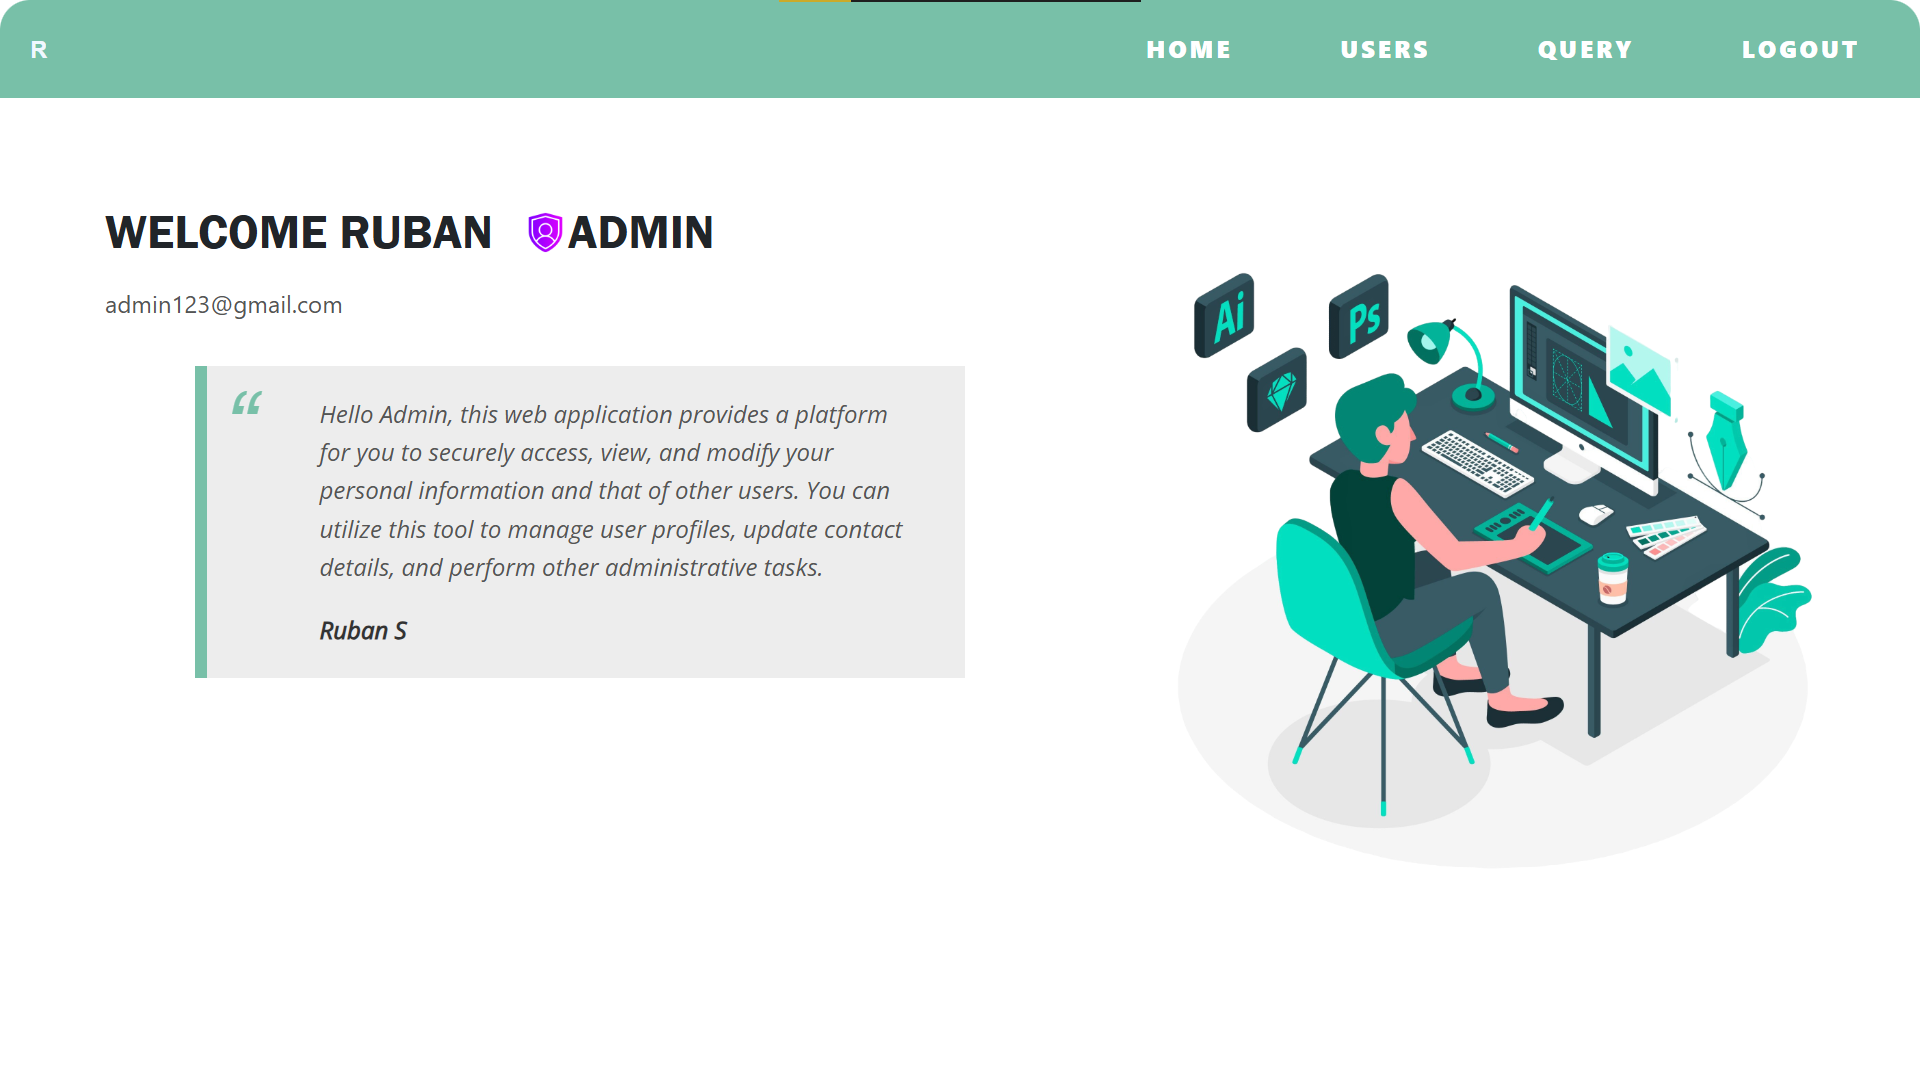 R HOME USERS QUERY LOGOUT
WELCOME RUBAN ADMIN
admin123@gmail.com
“
Hello Admin, this web application provides a platform
for you to securely access, view, and modify your
personal information and that of other users. You can
utilize this tool to manage user profiles, update contact
details, and perform other administrative tasks.
Ruban S
Ai
Ps